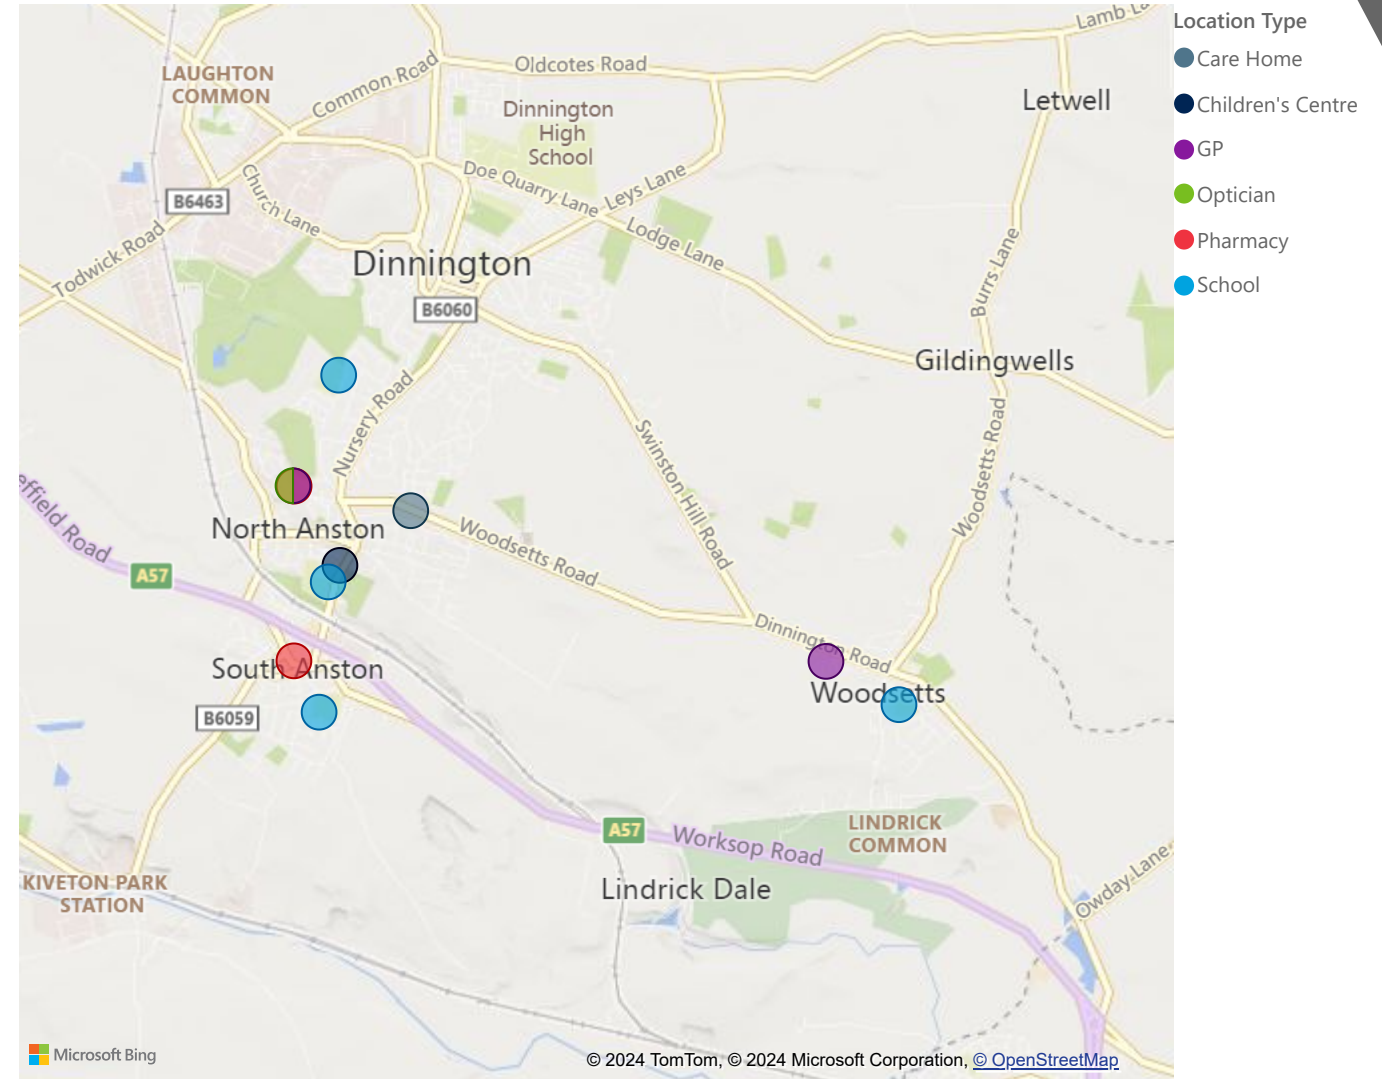 Lamb La
Location Type
Care Home
Children's Centre
GP
Optician
Pharmacy
School
LAUGHTON
COMMON
Common Road
Oldcotes Road
Dinnington
High
School
Letwell
Doe Quarry Lane
Leys Lane
Church Lane
B6463
Todwick Road
Lodge Lane
Dinnington
B6060
Burrs Lane
Gildingwells
Nursery Road
Swinston Hill Road
Woodsetts Road
effield Road
North Anston
Woodsetts Road
A57
Dinnington Road
South Anston
Woodsetts
B6059
A57
Worksop Road
LINDRICK
COMMON
Owday Lane
KIVETON PARK
STATION
Lindrick Dale
Microsoft Bing
© 2024 TomTom, © 2024 Microsoft Corporation, © OpenStreetMap